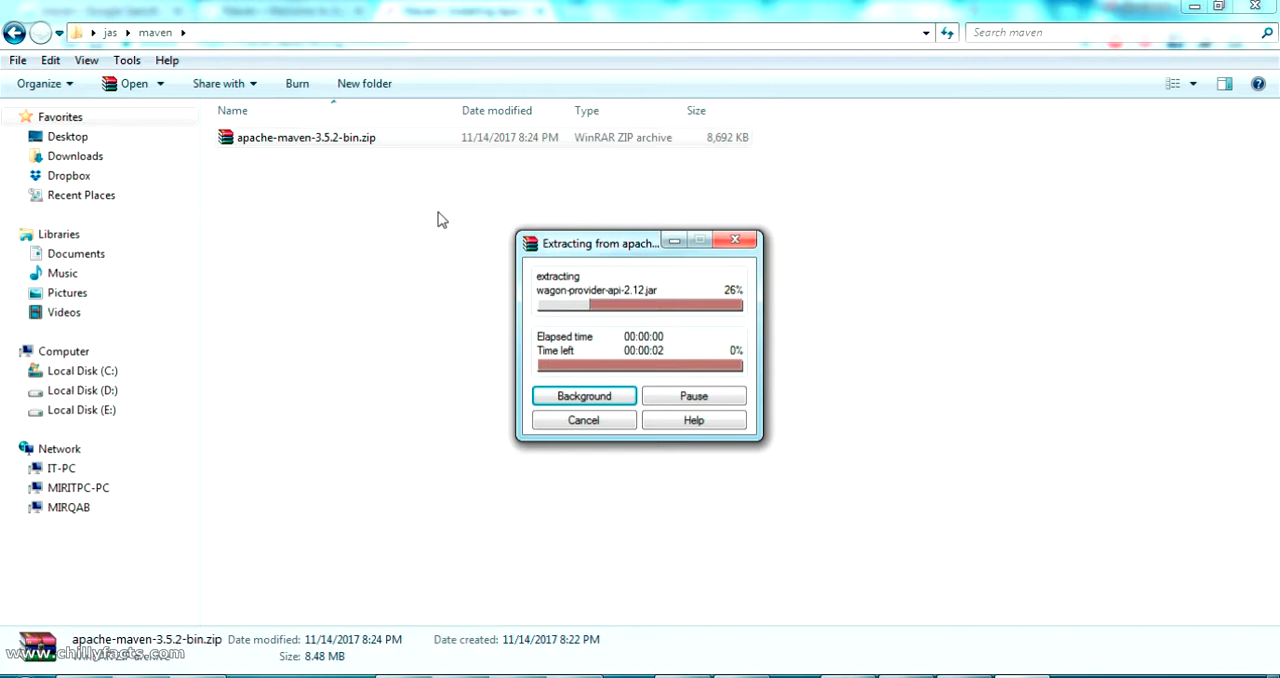 jas maven
Search maven
File Edit View Tools Help
Organize Open Share with Burn New folder
Name Date modified Type Size
apache-maven-3.5.2-bin.zip 11/14/2017 8:24 PM WinRAR ZIP archive 8,692 KB
Favorites
Desktop
Downloads
Dropbox
Recent Places
Libraries
Documents
Music
Pictures
Videos
Computer
Local Disk (C:)
Local Disk (D:)
Local Disk (E:)
Network
IT-PC
MIRITPC-PC
MIRQAB
Extracting from apach...
extracting
wagon-provider-api-2.12.jar 26%
Elapsed time 00:00:00
Time left 00:00:02 0%
Background Pause
Cancel Help
apache-maven-3.5.2-bin.zip Date modified: 11/14/2017 8:24 PM Date created: 11/14/2017 8:22 PM
Size: 8.48 MB
www.chillyfacts.com